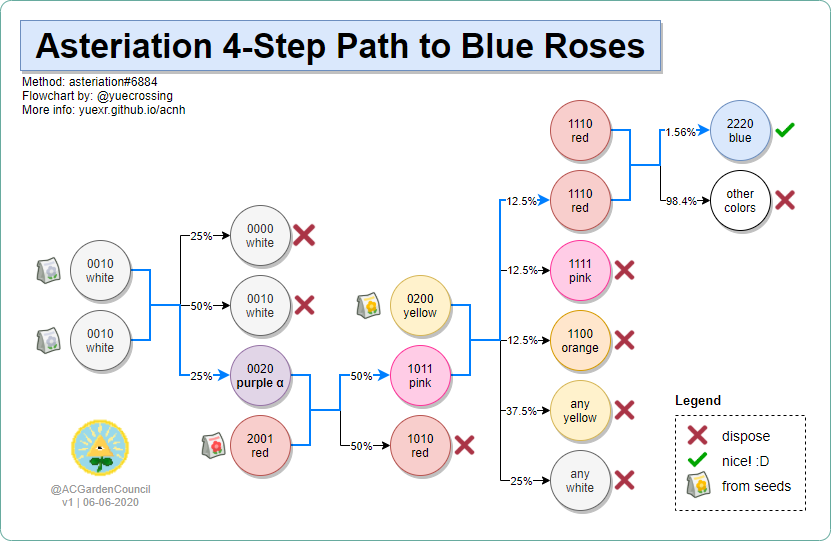 Asteriation 4-Step Path to Blue Roses
Method: asteriation#6884
Flowchart by: @yuecrossing
More info: yuexr.github.io/acnh
0010
white
0010
white
25%
50%
25%
0000
white
0010
white
0020
purple α
2001
red
50%
50%
0200
yellow
1011
pink
1010
red
12.5%
12.5%
12.5%
37.5%
25%
1110
red
1110
red
1111
pink
1100
orange
any
yellow
any
white
1.56%
98.4%
2220
blue
other
colors
Legend
dispose
nice! :D
from seeds
@ACGardenCouncil
v1 | 06-06-2020